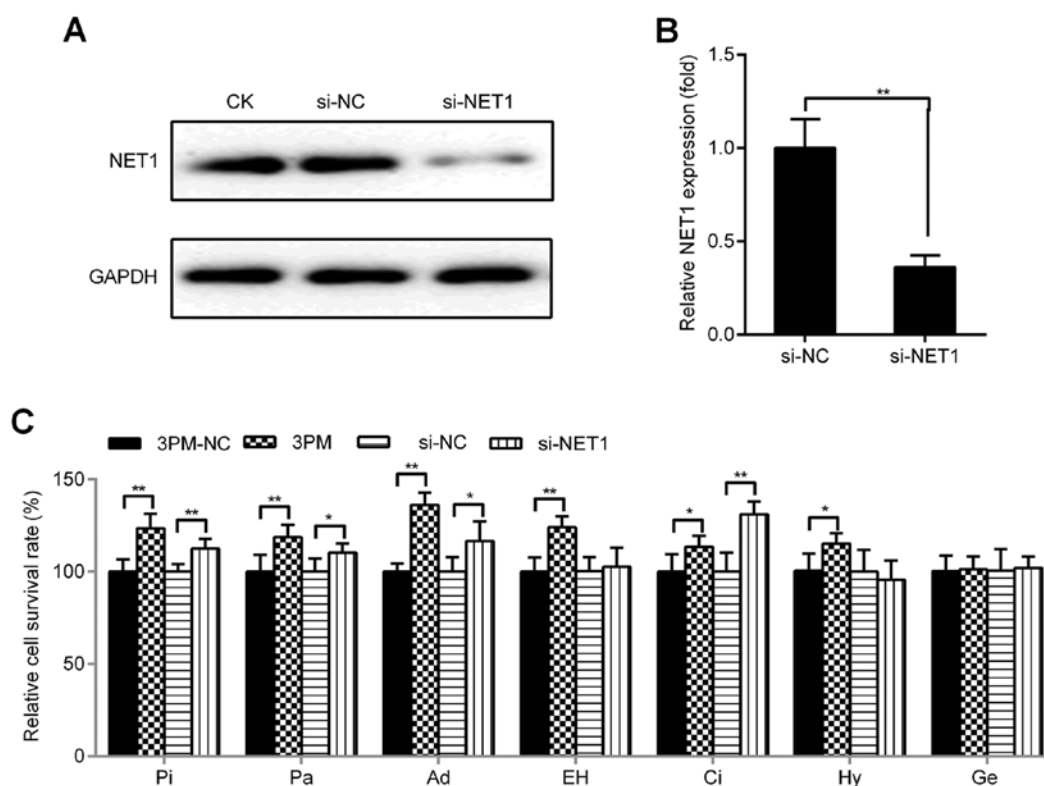 A
CK si-NC si-NET1
NET1
GAPDH
B
Relative NET1 expression (fold)
1.5
1.0
0.5
0.0
**
si-NC si-NET1
C
3PM-NC 3PM si-NC si-NET1
Relative cell survival rate (%)
150
100
50
0
** ** ** * ** * ** * ** *
Pi Pa Ad EH Ci Hy Ge